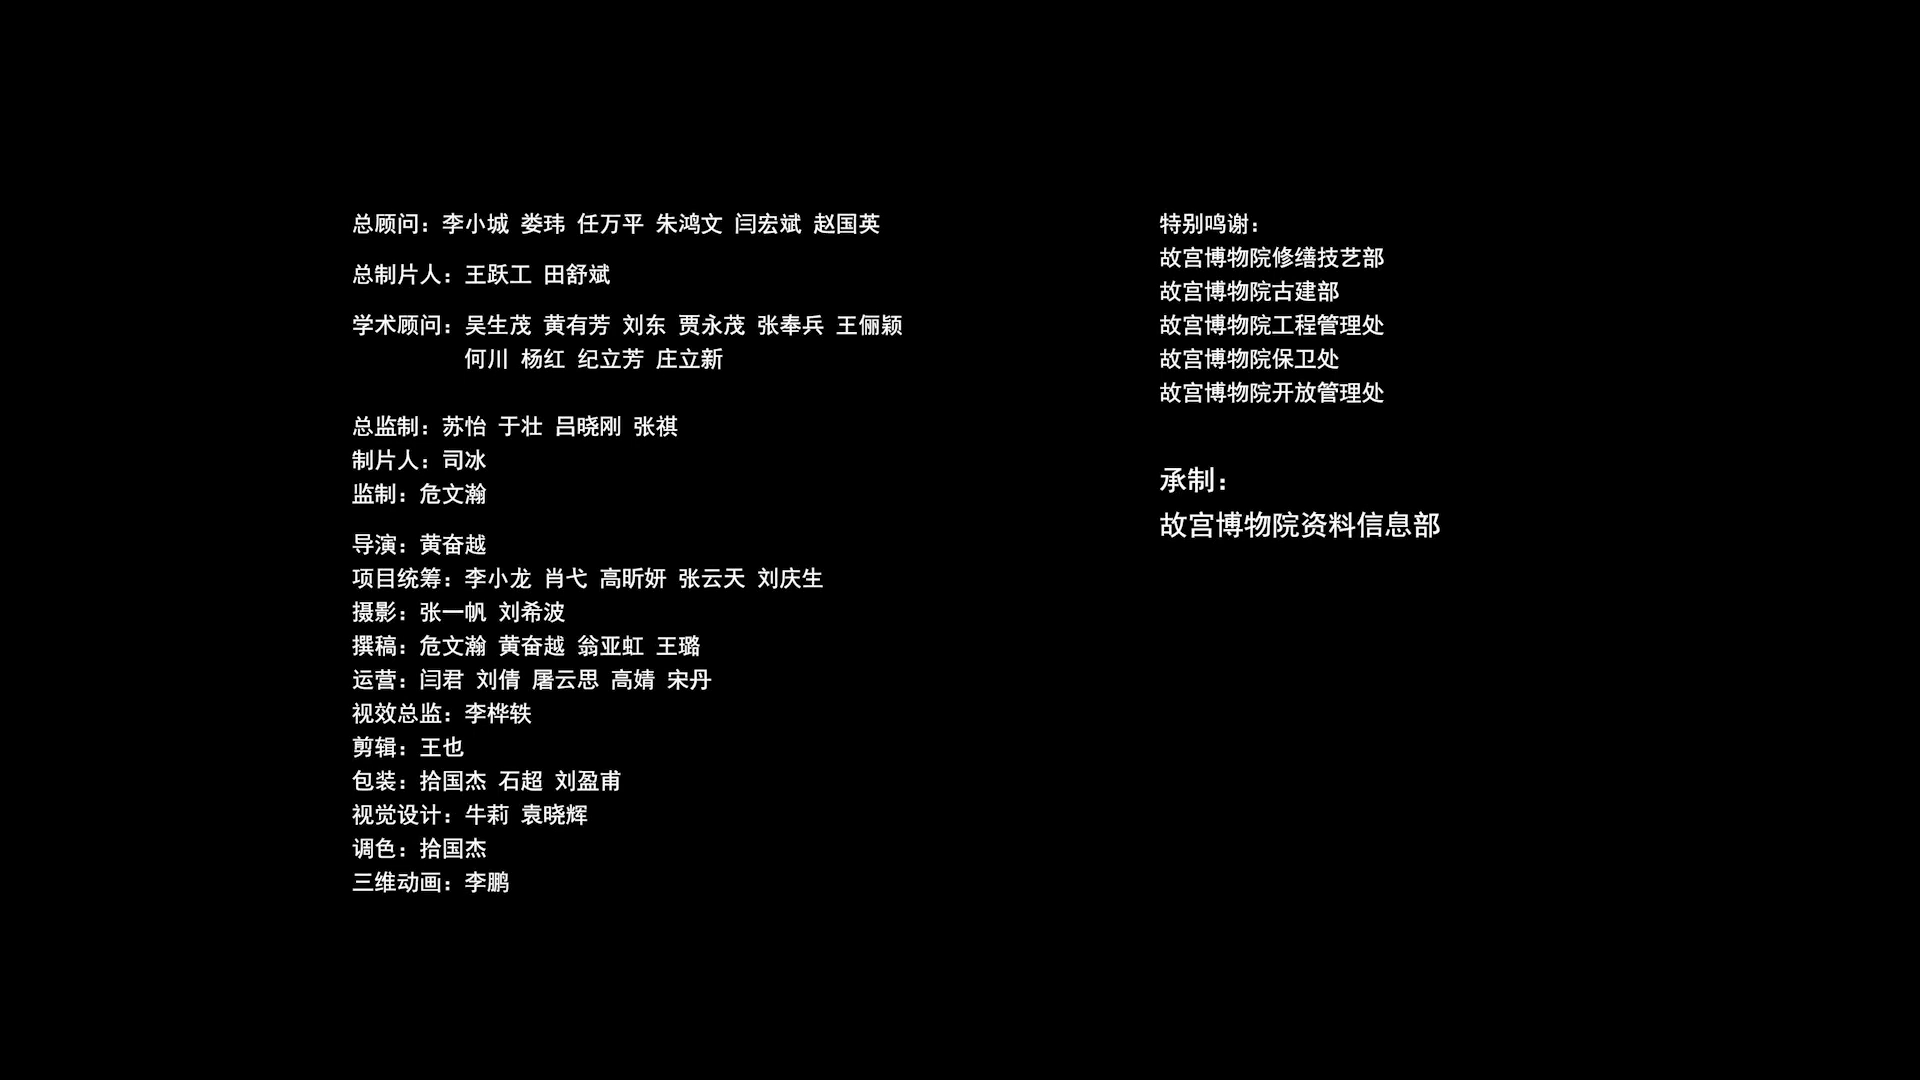 总顾问：李小城 娄玮 任万平 朱鸿文 闫宏斌 赵国英
总制片人：王跃工 田舒斌
学术顾问：吴生茂 黄有芳 刘东 贾永茂 张奉兵 王俪颖
何川 杨红 纪立芳 庄立新
总监制：苏怡 于壮 吕晓刚 张祺
制片人：司冰
监制：危文瀚
导演：黄奋越
项目统筹：李小龙 肖弋 高昕妍 张云天 刘庆生
摄影：张一帆 刘希波
撰稿：危文瀚 黄奋越 翁亚虹 王璐
运营：闫君 刘倩 屠云思 高婧 宋丹
视效总监：李桦轶
剪辑：王也
包装：拾国杰 石超 刘盈甫
视觉设计：牛莉 袁晓辉
调色：拾国杰
三维动画：李鹏
特别鸣谢：
故宫博物院修缮技艺部
故宫博物院古建部
故宫博物院工程管理处
故宫博物院保卫处
故宫博物院开放管理处
承制：
故宫博物院资料信息部